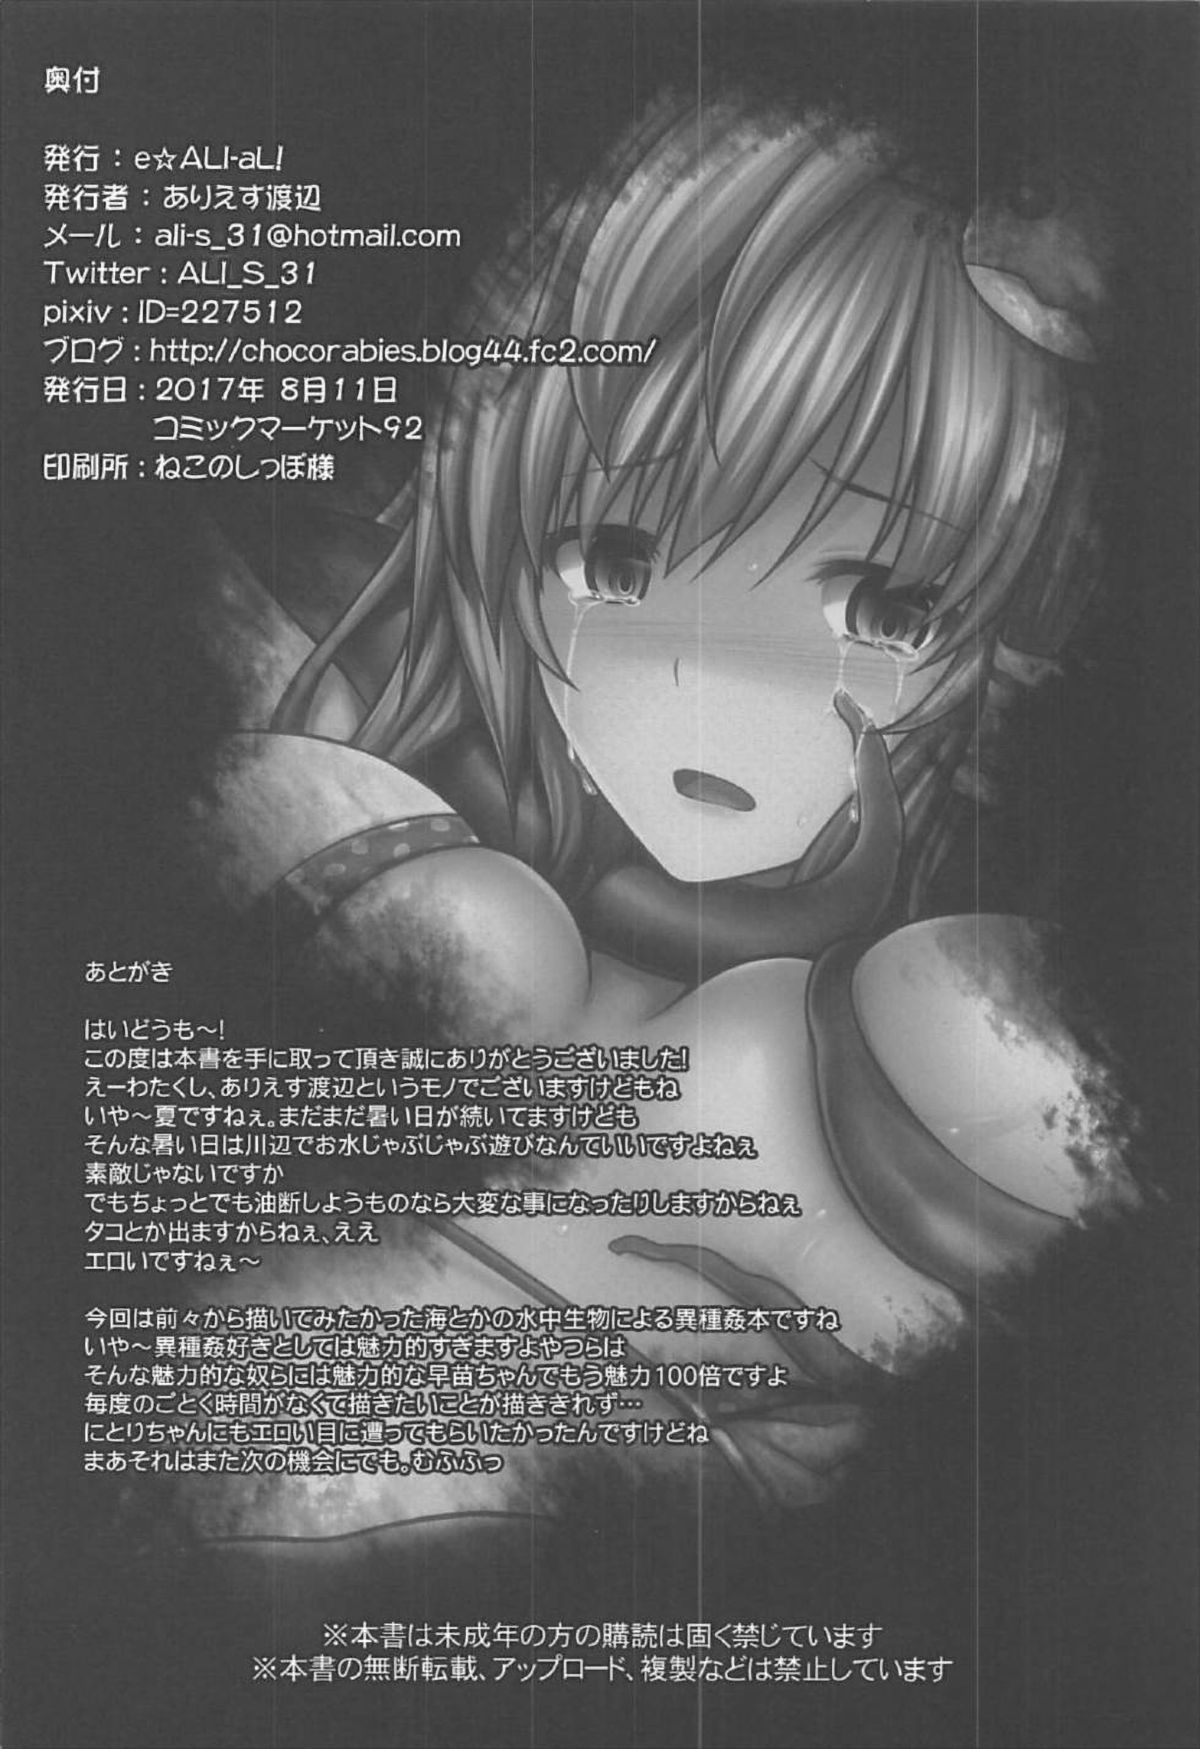 奥付
発行 : e☆ALI-aL!
発行者 : ありえす渡辺
メール : ali-s_31@hotmail.com
Twitter : ALI_S_31
pixiv : ID=227512
ブログ : http://chocorabies.blog44.fc2.com/
発行日 : 2017年 8月11日
コミックマーケット92
印刷所 : ねこのしっぽ様
あとがき
はいどうも～!
この度は本書を手に取って頂き誠にありがとうございました!
えーわたくし、ありえす渡辺というモノでございますけどもね
いや～夏ですねぇ。まだまだ暑い日が続いてますけども
そんな暑い日は川辺でお水じゃぶじゃぶ遊びなんていいですよねぇ
素敵じゃないですか
でもちょっとでも油断しようものなら大変な事になったりしますからねぇ
タコとか出ますからねぇ、ええ
エロいですねぇ～
今回は前々から描いてみたかった海とかの水中生物による異種姦本ですね
いや～異種姦好きとしては魅力的すぎますよやつらは
そんな魅力的な奴らには魅力的な早苗ちゃんでもう魅力100倍ですよ
毎度のごとく時間がなくて描きたいことが描ききれず…
にとりちゃんにもエロい目に遭ってもらいたかったんですけどね
まあそれはまた次の機会にでも。むふふっ
※本書は未成年の方の購読は固く禁じています
※本書の無断転載、アップロード、複製などは禁止しています